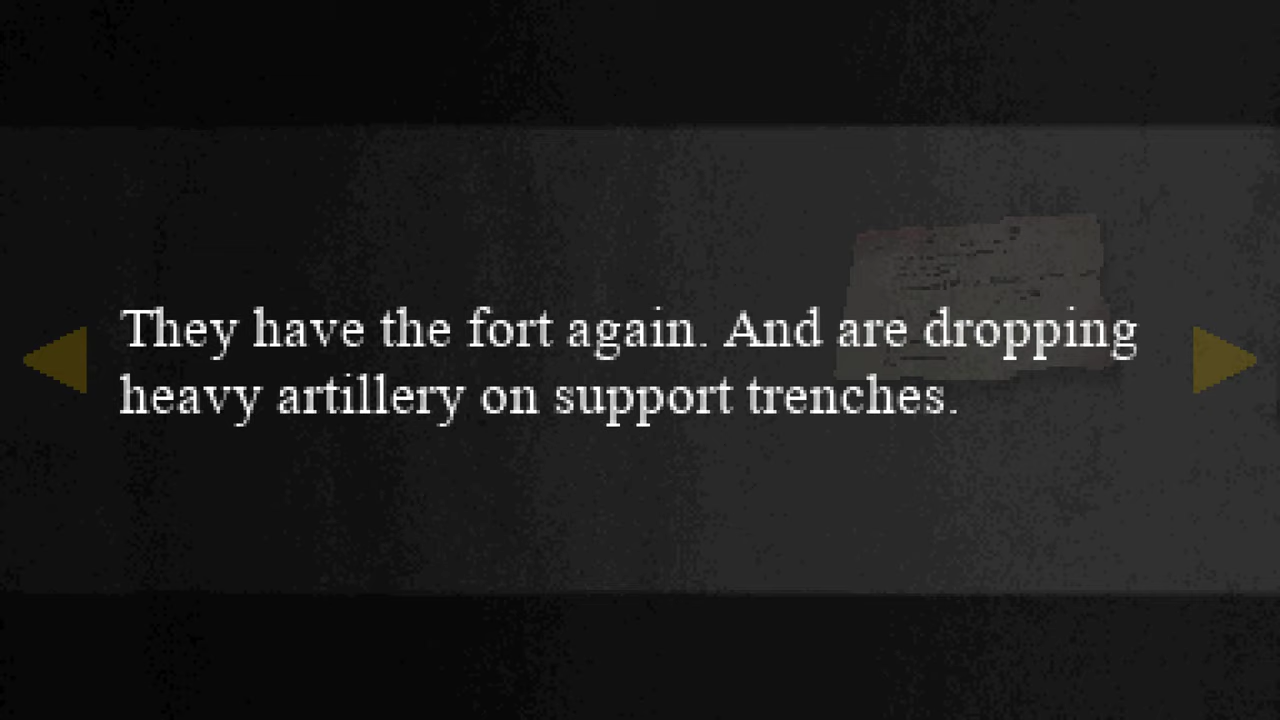 They have the fort again. And are dropping
heavy artillery on support trenches.